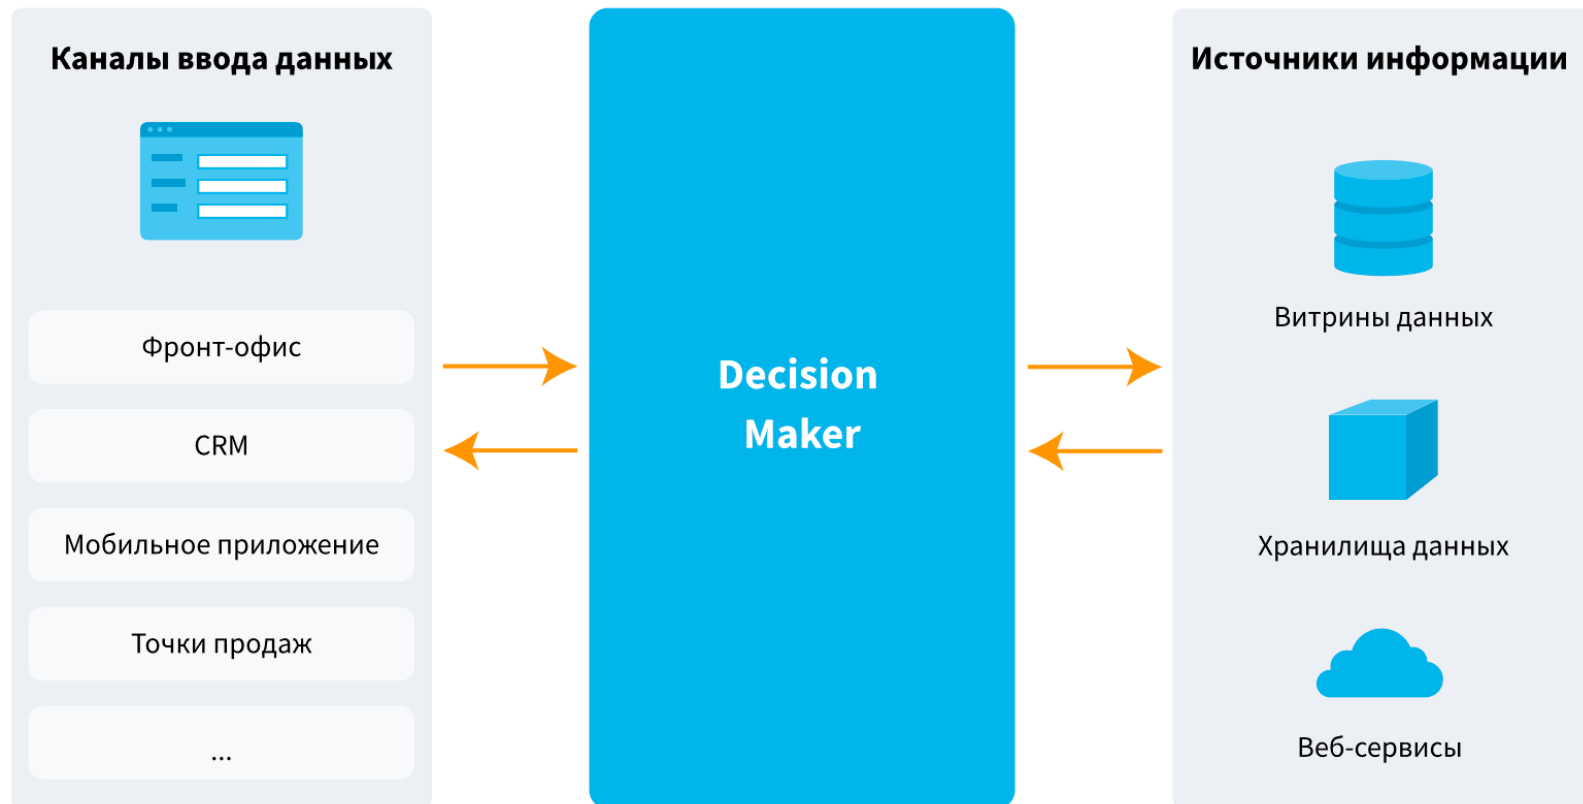 Каналы ввода данных
Фронт-офис
CRM
Мобильное приложение
Точки продаж
...
Decision
Maker
Источники информации
Витрины данных
Хранилища данных
Веб-сервисы